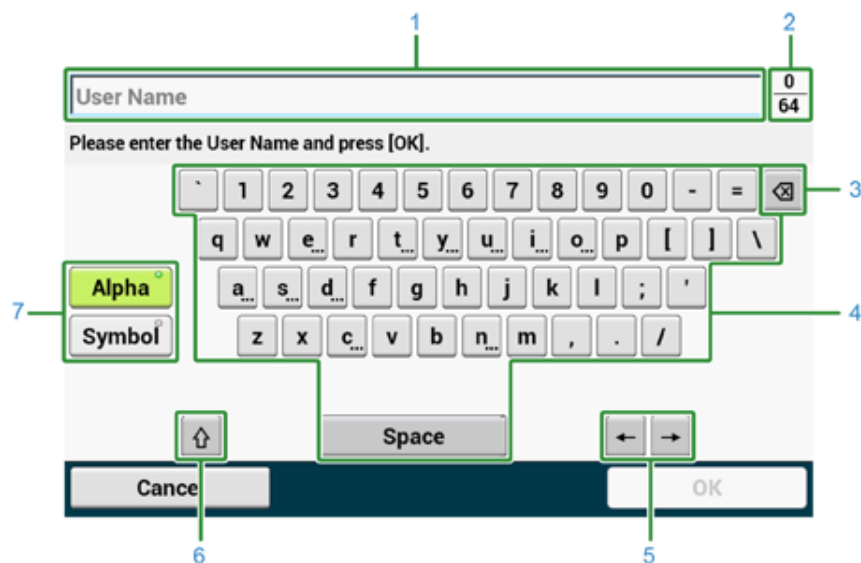 1 2
User Name 0
64
Please enter the User Name and press [OK].
` 1 2 3 4 5 6 7 8 9 0 - = 3
q w e... r t... y... u... i... o... p [ ] \
7 Alpha a... s... d... f g h j k l ; ' 4
Symbol z x c... v b n... m , . /
⇧ Space ← →
Cancel OK
6 5